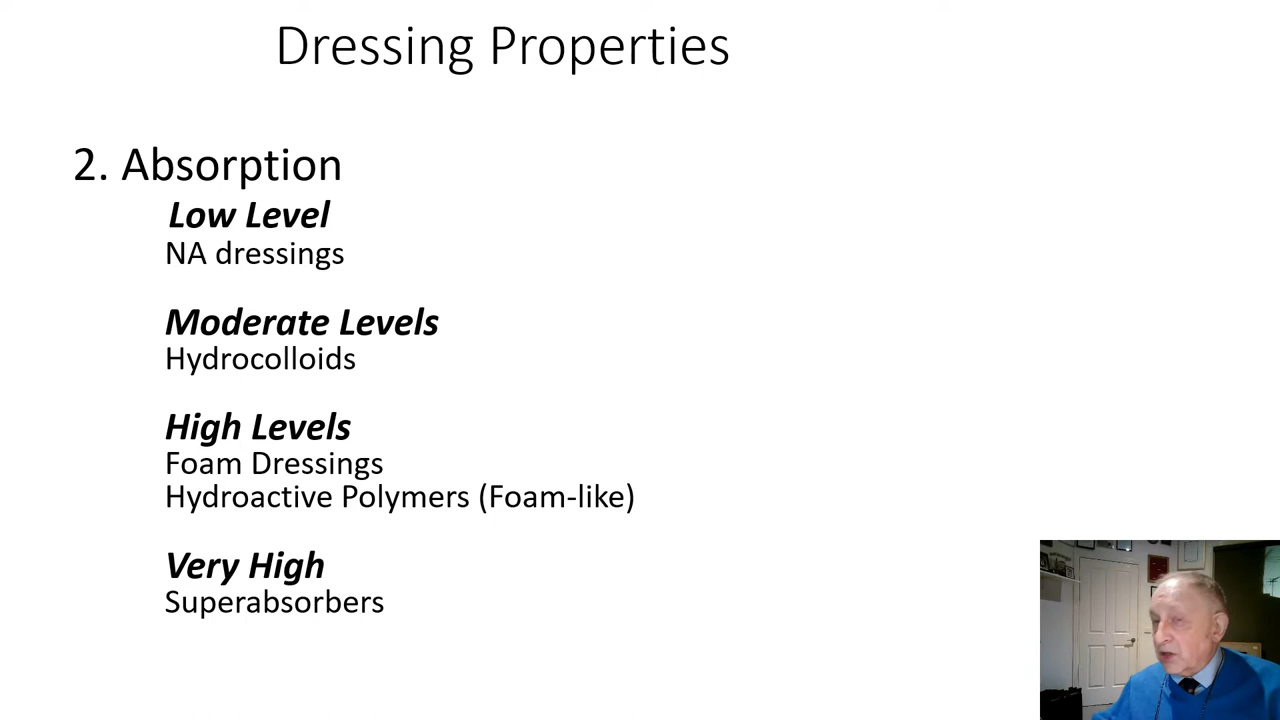 Dressing Properties
2. Absorption
Low Level
NA dressings
Moderate Levels
Hydrocolloids
High Levels
Foam Dressings
Hydroactive Polymers (Foam-like)
Very High
Superabsorbers